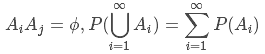 $A_iA_j = \phi, P(\bigcup_{i=1}^{\infty} A_i) = \sum_{i=1}^{\infty} P(A_i)$